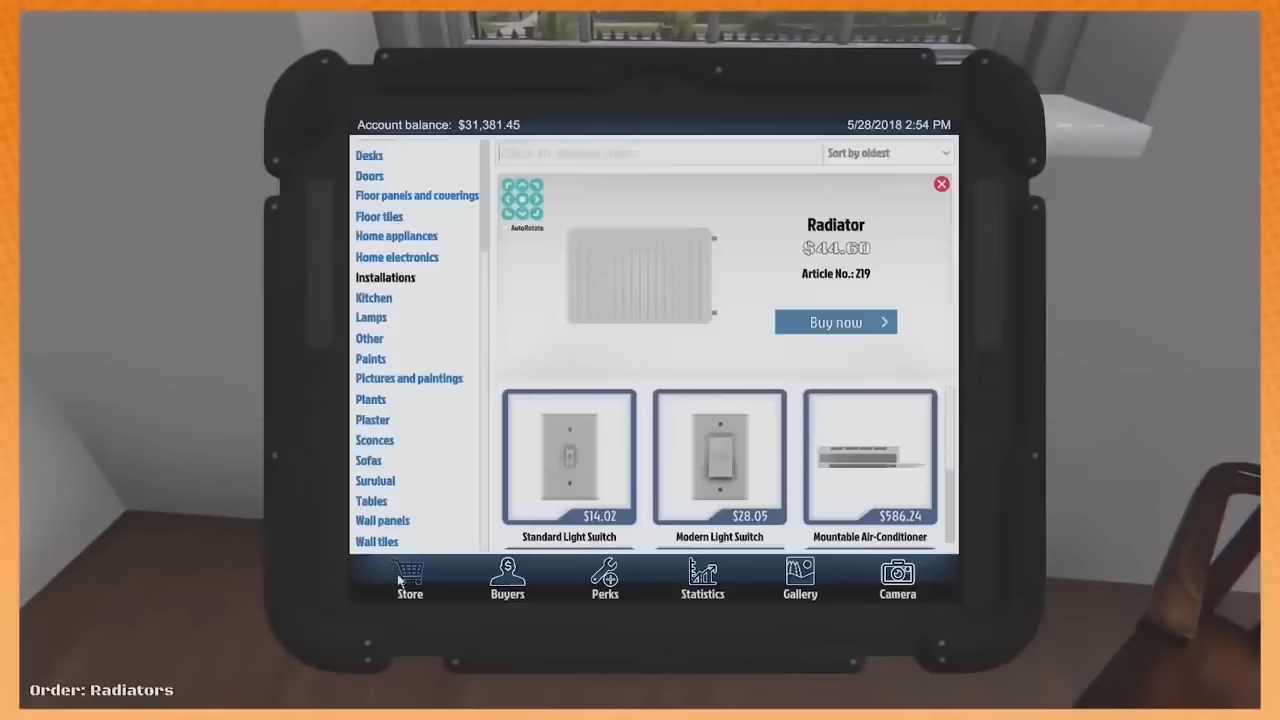 Account balance: $31,381.45
5/28/2018 2:54 PM
Desks
Doors
Floor panels and coverings
Floor tiles
Home appliances
Home electronics
Installations
Kitchen
Lamps
Other
Paints
Pictures and paintings
Plants
Plaster
Sconces
Sofas
Survival
Tables
Wall panels
Wall tiles
Sort by oldest
AutoRotate
Radiator
$44.60
Article No.: Z19
Buy now
$14.02
$28.05
$586.24
Standard Light Switch
Modern Light Switch
Mountable Air-Conditioner
Store
Buyers
Perks
Statistics
Gallery
Camera
Order: Radiators